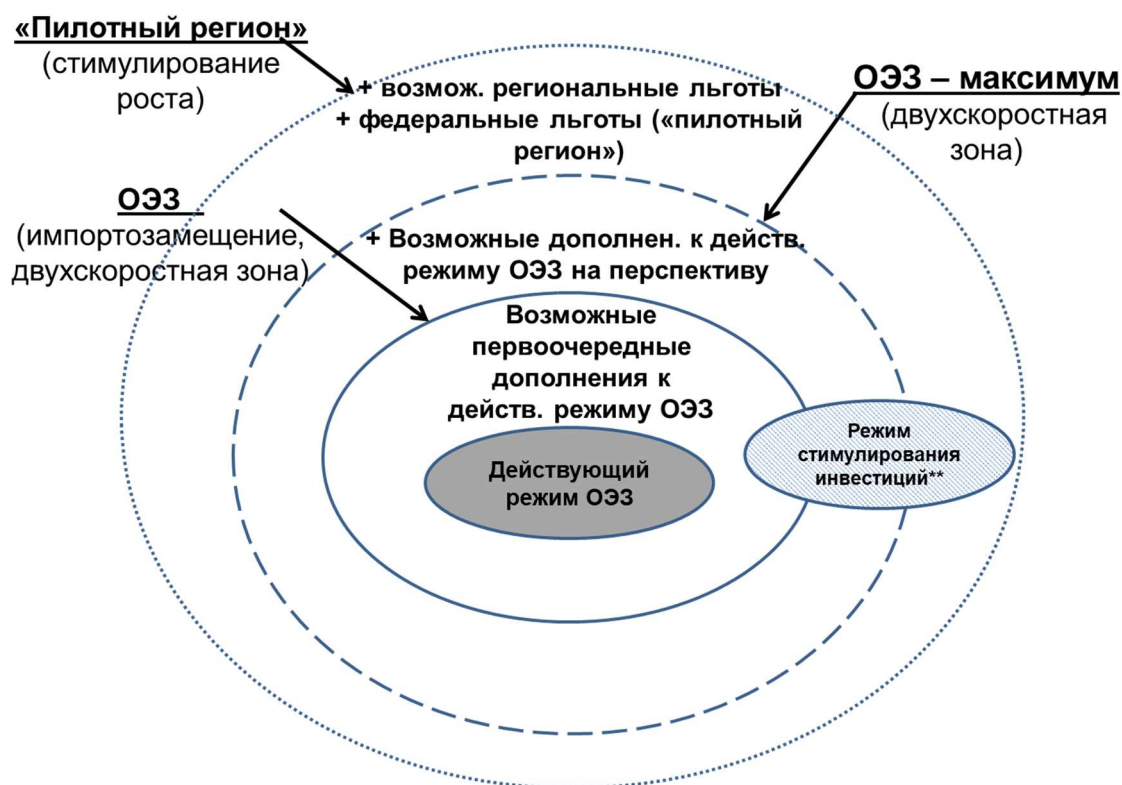 «Пилотный регион»
(стимулирование
роста)
+ возмож. региональные льготы
+ федеральные льготы («пилотный
регион»)
ОЭЗ – максимум
(двухскоростная
зона)
ОЭЗ
(импортозамещение,
двухскоростная зона)
+ Возможные дополнен. к действ.
режиму ОЭЗ на перспективу
Возможные
первоочередные
дополнения к
действ. режиму ОЭЗ
Режим
стимулирования
инвестиций**
Действующий
режим ОЭЗ